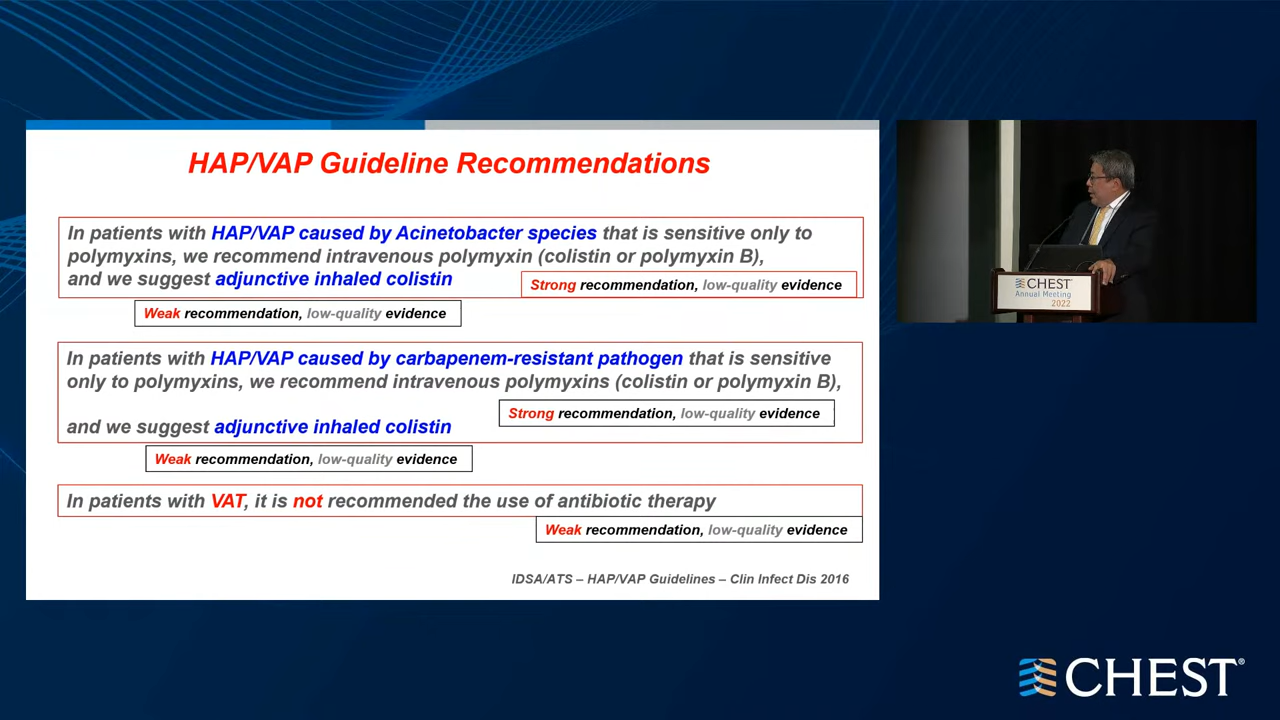 HAP/VAP Guideline Recommendations
In patients with HAP/VAP caused by Acinetobacter species that is sensitive only to
polymyxins, we recommend intravenous polymyxin (colistin or polymyxin B),
and we suggest adjunctive inhaled colistin
Strong recommendation, low-quality evidence
Weak recommendation, low-quality evidence
In patients with HAP/VAP caused by carbapenem-resistant pathogen that is sensitive
only to polymyxins, we recommend intravenous polymyxins (colistin or polymyxin B),
Strong recommendation, low-quality evidence
and we suggest adjunctive inhaled colistin
Weak recommendation, low-quality evidence
In patients with VAT, it is not recommended the use of antibiotic therapy
Weak recommendation, low-quality evidence
IDSA/ATS – HAP/VAP Guidelines – Clin Infect Dis 2016
CHEST
Annual Meeting
2022
CHEST®